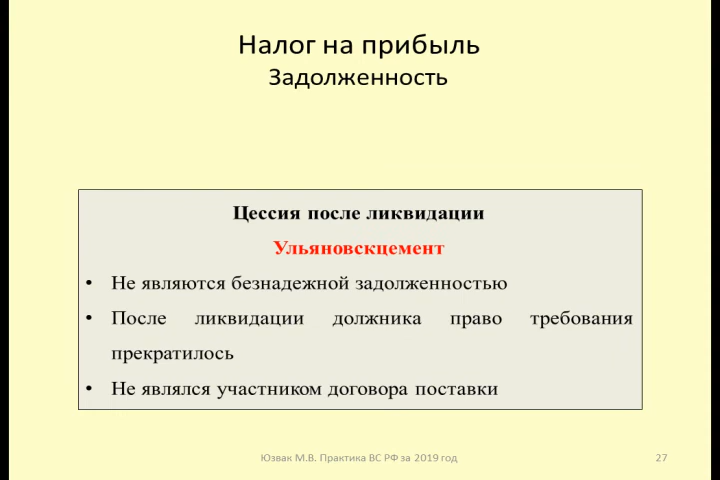 Налог на прибыль
Задолженность
Цессия после ликвидации
Ульяновскцемент
• Не являются безнадежной задолженностью
• После ликвидации должника право требования
прекратилось
• Не являлся участником договора поставки
Юзвак М.В. Практика ВС РФ за 2019 год
27